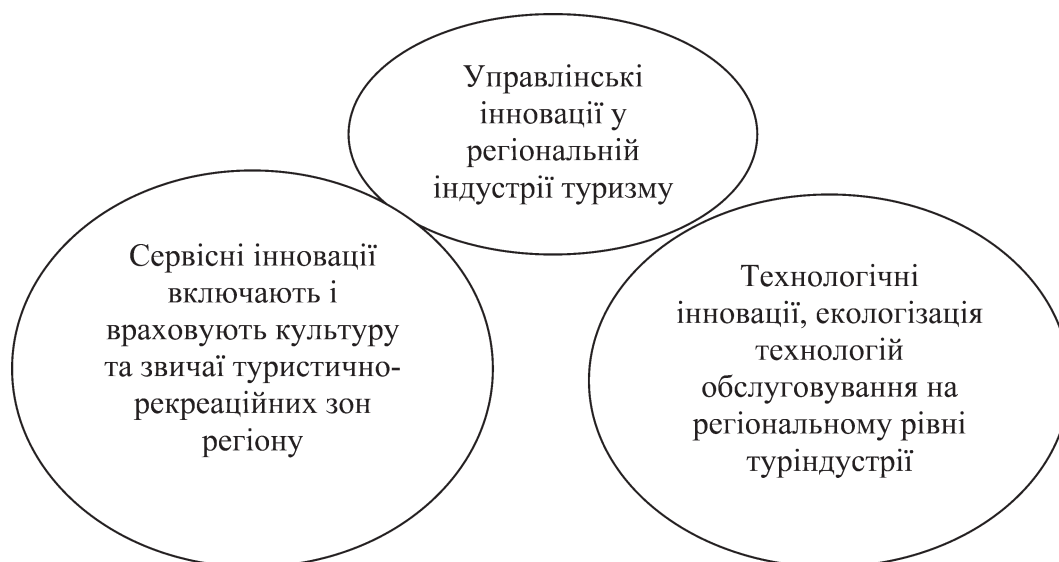 Управлінські
інновації у
регіональній
індустрії туризму
Сервісні інновації
включають і
враховують культуру
та звичаї туристично-
рекреаційних зон
регіону
Технологічні
інновації, екологізація
технологій
обслуговування на
регіональному рівні
туріндустрії